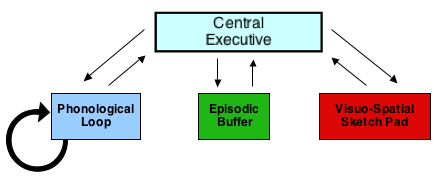 Central
Executive
Phonological
Loop
Episodic
Buffer
Visuo-Spatial
Sketch Pad